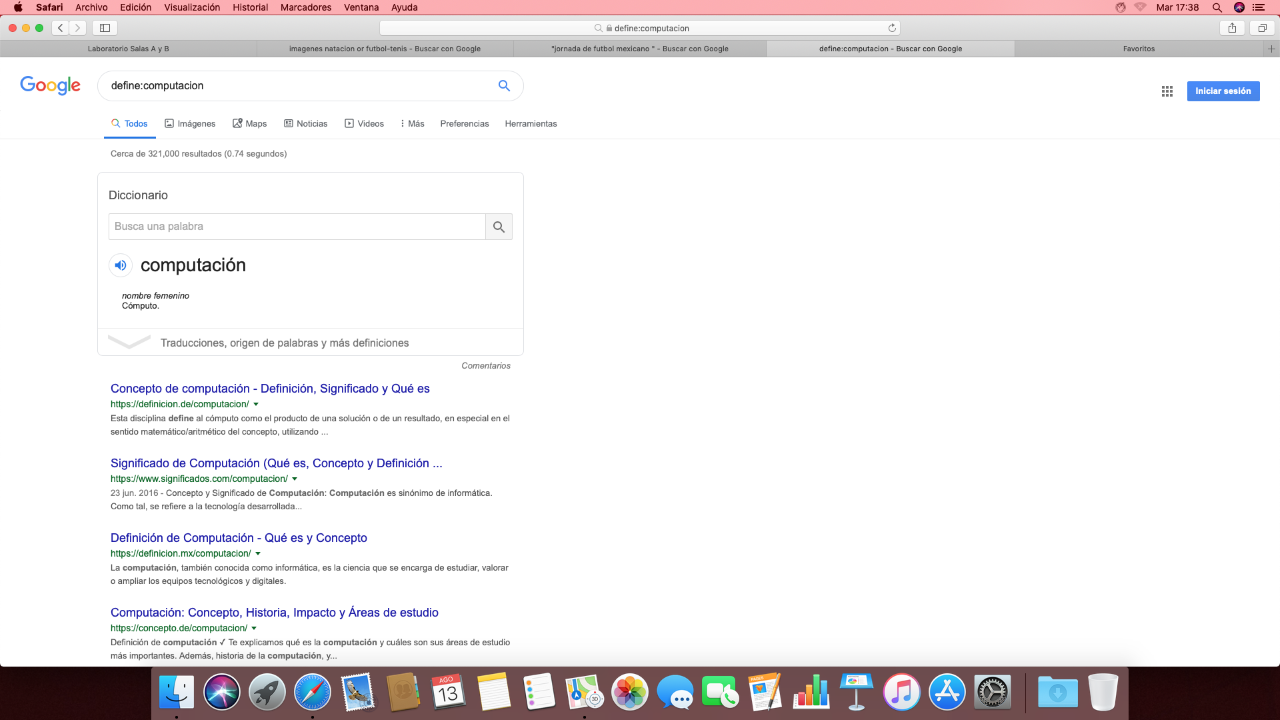 Safari Archivo Edición Visualización Historial Marcadores Ventana Ayuda Mar 17:38
define:computacion
Laboratorio Salas A y B
imagenes natacion or futbol-tenis - Buscar con Google
"jornada de futbol mexicano " - Buscar con Google
define:computacion - Buscar con Google
Favoritos
Google
define:computacion
Iniciar sesión
Todos Imágenes Maps Noticias Videos Más Preferencias Herramientas
Cerca de 321,000 resultados (0.74 segundos)
Diccionario
Busca una palabra
computación
nombre femenino
Cómputo.
Traducciones, origen de palabras y más definiciones
Comentarios
Concepto de computación - Definición, Significado y Qué es
https://definicion.de/computacion/
Esta disciplina define al cómputo como el producto de una solución o de un resultado, en especial en el
sentido matemático/aritmético del concepto, utilizando ...
Significado de Computación (Qué es, Concepto y Definición ...
https://www.significados.com/computacion/
23 jun. 2016 - Concepto y Significado de Computación: Computación es sinónimo de informática.
Como tal, se refiere a la tecnología desarrollada...
Definición de Computación - Qué es y Concepto
https://definicion.mx/computacion/
La computación, también conocida como informática, es la ciencia que se encarga de estudiar, valorar
o ampliar los equipos tecnológicos y digitales.
Computación: Concepto, Historia, Impacto y Áreas de estudio
https://concepto.de/computacion/
Definición de computación ✓ Te explicamos qué es la computación y cuáles son sus áreas de estudio
más importantes. Además, historia de la computación, y...
AGO
13
3D